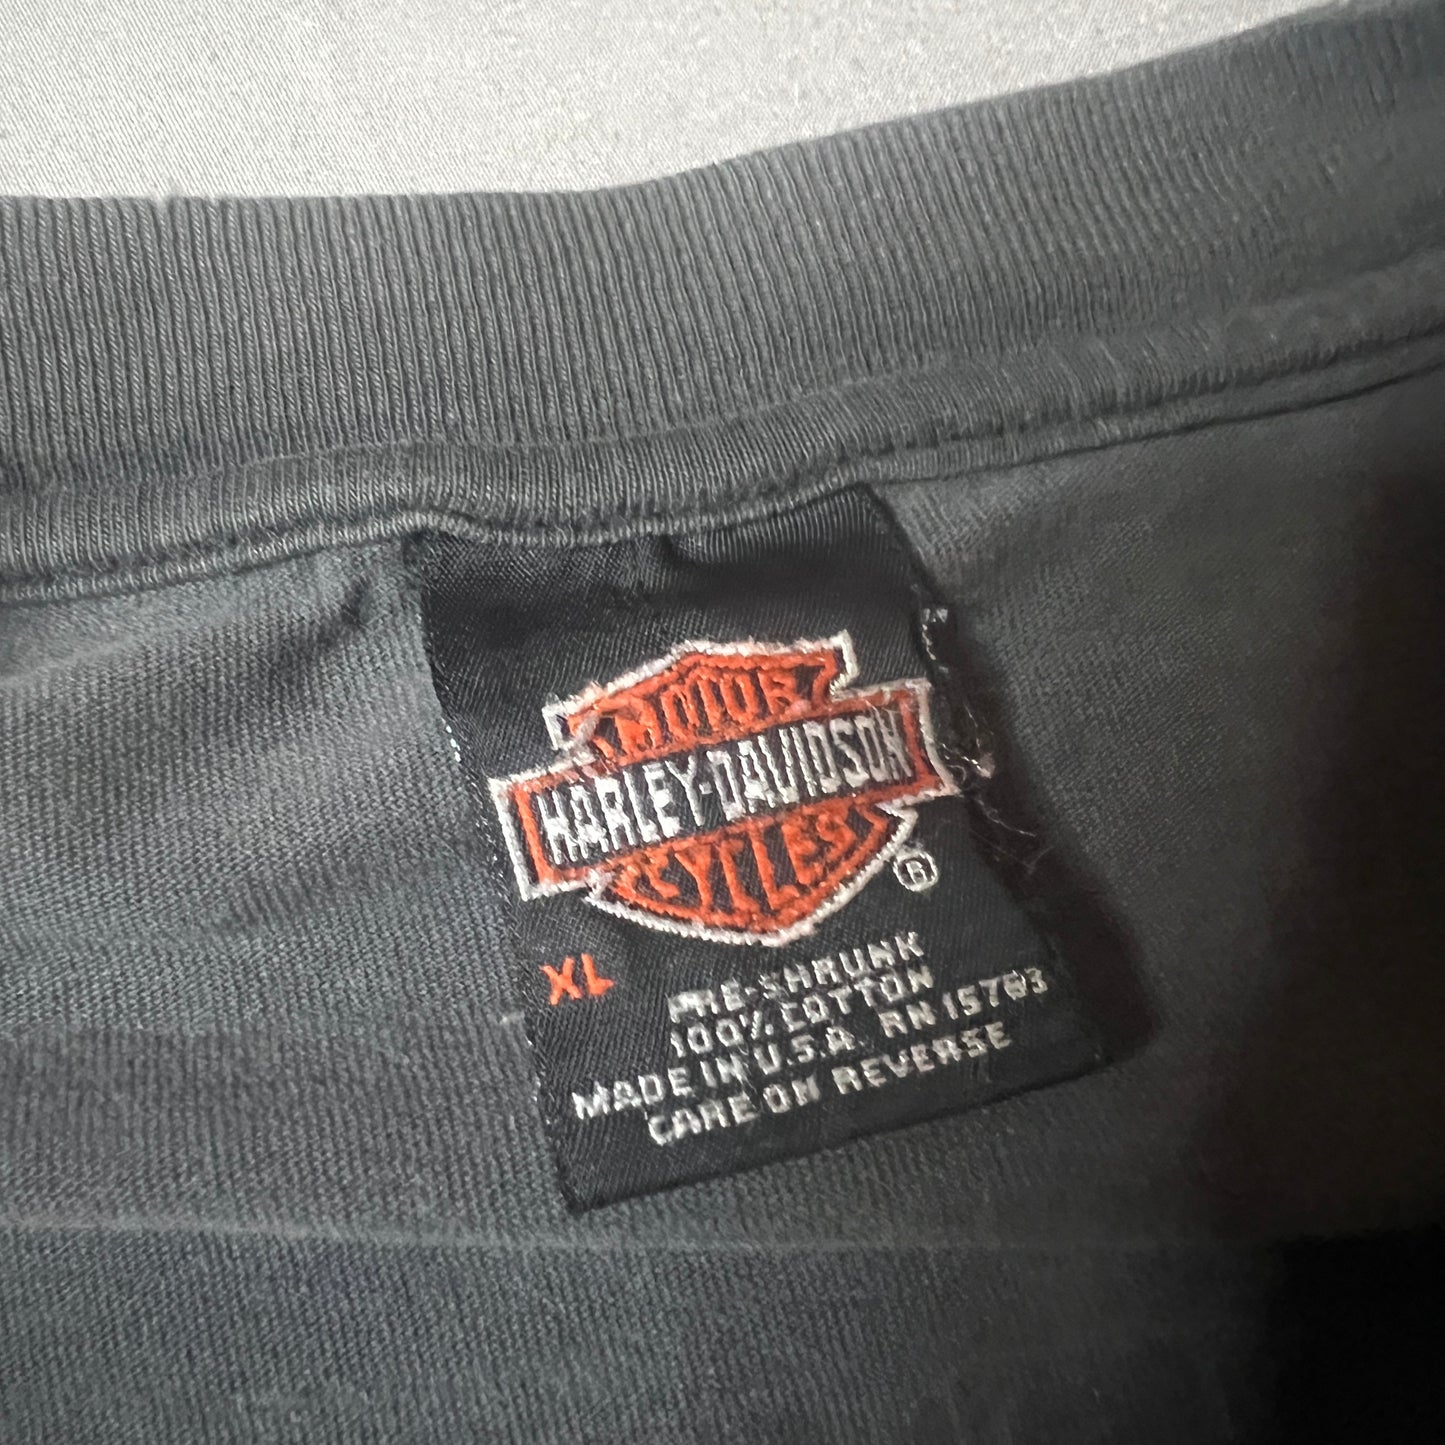 MOTOR
HARLEY-DAVIDSON
CYCLES
®
XL
PRE-SHRUNK
100% COTTON
MADE IN U.S.A. RN 15763
CARE ON REVERSE